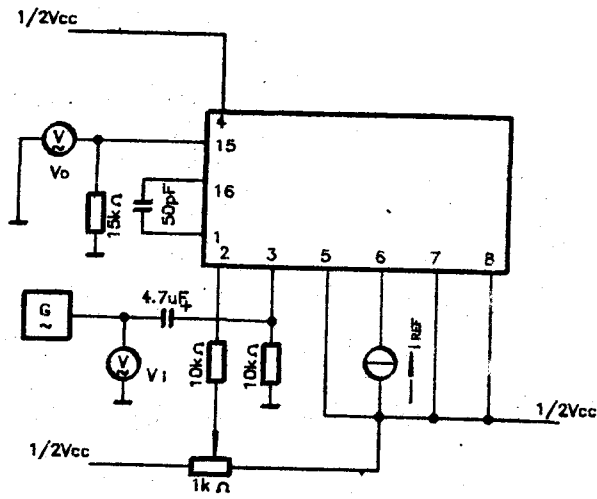 1/2Vcc
4
15
V
~
Vo
16
50pF
15kΩ
1
2 3 5 6 7 8
4.7uF
+
G
~
V
~
Vi
10kΩ
10kΩ
IREF
1/2Vcc
1/2Vcc
1kΩ